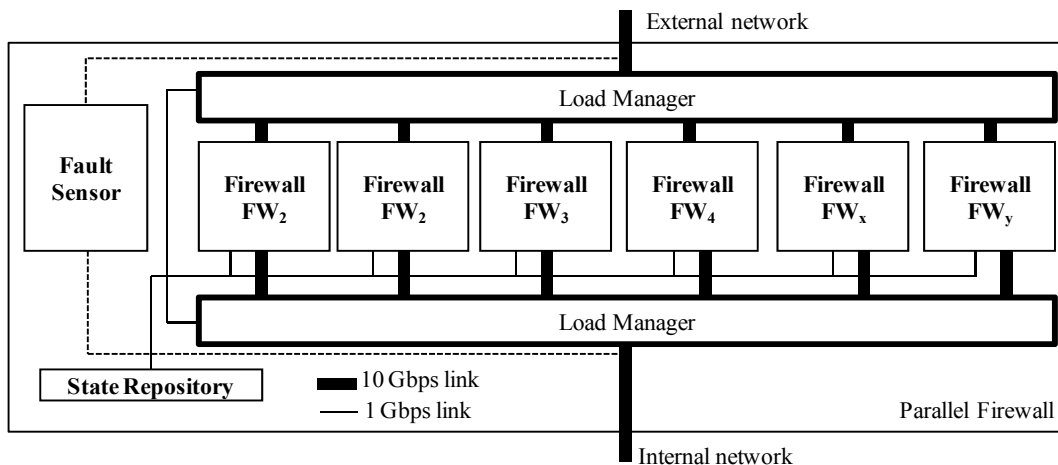 External network
Load Manager
Fault
Sensor
Firewall
FW₂
Firewall
FW₂
Firewall
FW₃
Firewall
FW₄
Firewall
FWₓ
Firewall
FWᵧ
Load Manager
State Repository
10 Gbps link
1 Gbps link
Parallel Firewall
Internal network